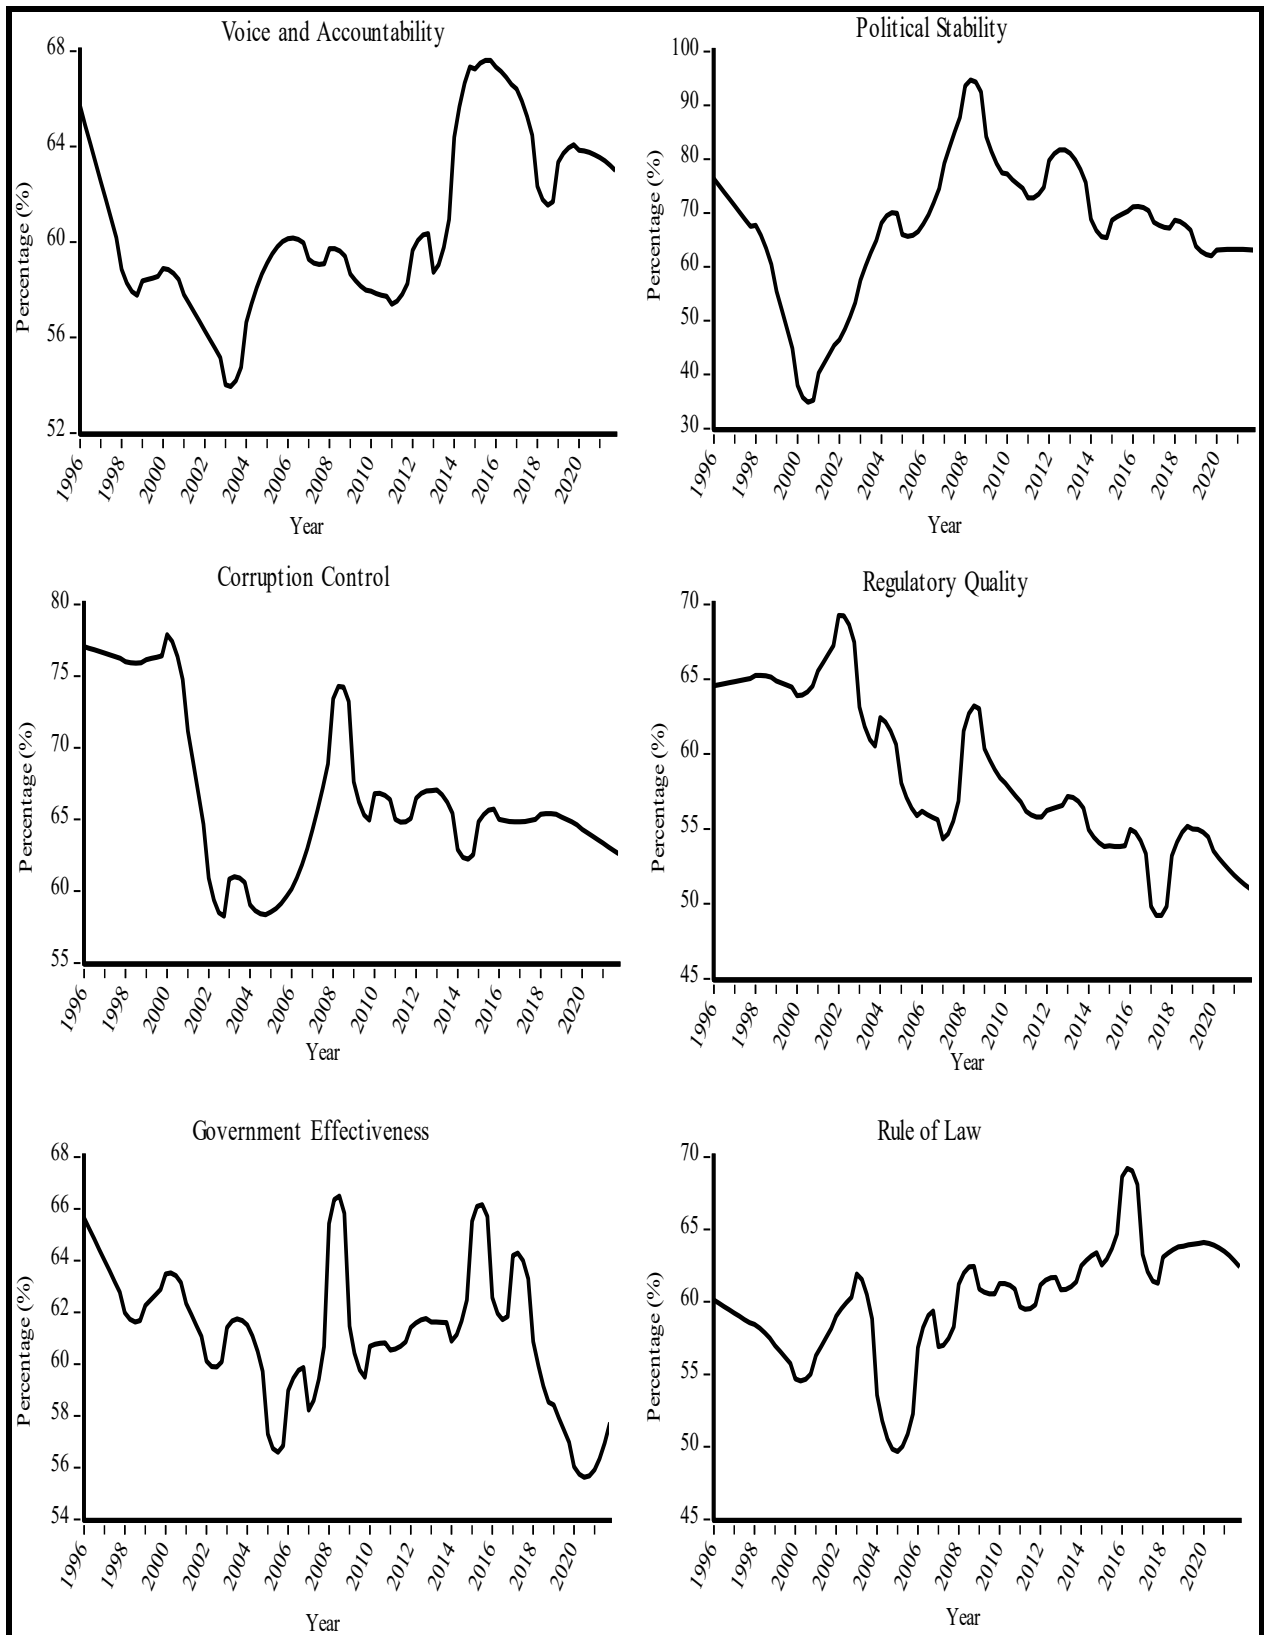 Voice and Accountability
Percentage (%)
68
64
60
56
52
1996 1998 2000 2002 2004 2006 2008 2010 2012 2014 2016 2018 2020
Year
Political Stability
Percentage (%)
100
90
80
70
60
50
40
30
1996 1998 2000 2002 2004 2006 2008 2010 2012 2014 2016 2018 2020
Year
Corruption Control
Percentage (%)
80
75
70
65
60
55
1996 1998 2000 2002 2004 2006 2008 2010 2012 2014 2016 2018 2020
Year
Regulatory Quality
Percentage (%)
70
65
60
55
50
45
1996 1998 2000 2002 2004 2006 2008 2010 2012 2014 2016 2018 2020
Year
Government Effectiveness
Percentage (%)
68
66
64
62
60
58
56
54
1996 1998 2000 2002 2004 2006 2008 2010 2012 2014 2016 2018 2020
Year
Rule of Law
Percentage (%)
70
65
60
55
50
45
1996 1998 2000 2002 2004 2006 2008 2010 2012 2014 2016 2018 2020
Year